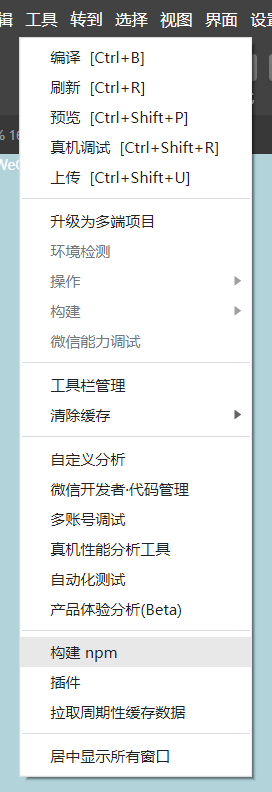 辑 工具 转到 选择 视图 界面 设
编译 [Ctrl+B]
刷新 [Ctrl+R]
预览 [Ctrl+Shift+P]
% 16
真机调试 [Ctrl+Shift+R]
WeC
上传 [Ctrl+Shift+U]
升级为多端项目
环境检测
操作
构建
微信能力调试
工具栏管理
清除缓存
自定义分析
微信开发者·代码管理
多账号调试
真机性能分析工具
自动化测试
产品体验分析(Beta)
构建 npm
插件
拉取周期性缓存数据
居中显示所有窗口